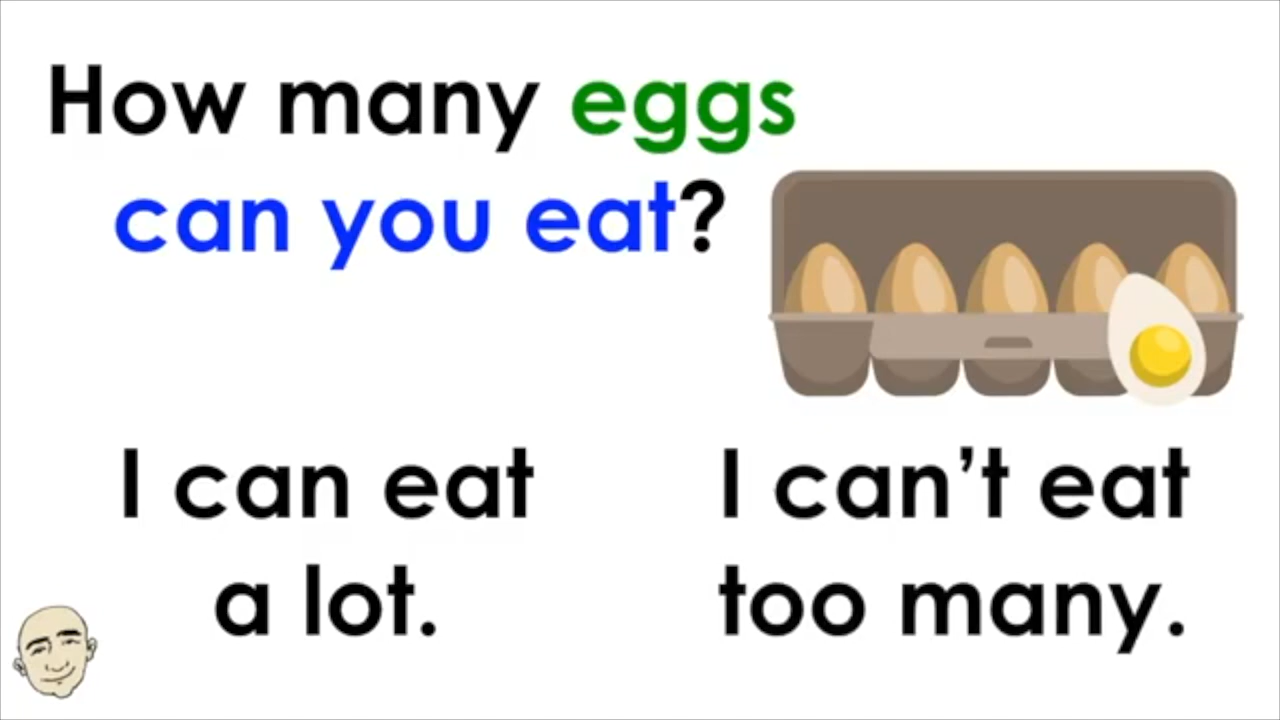 How many eggs
can you eat?
I can eat
a lot.
I can’t eat
too many.